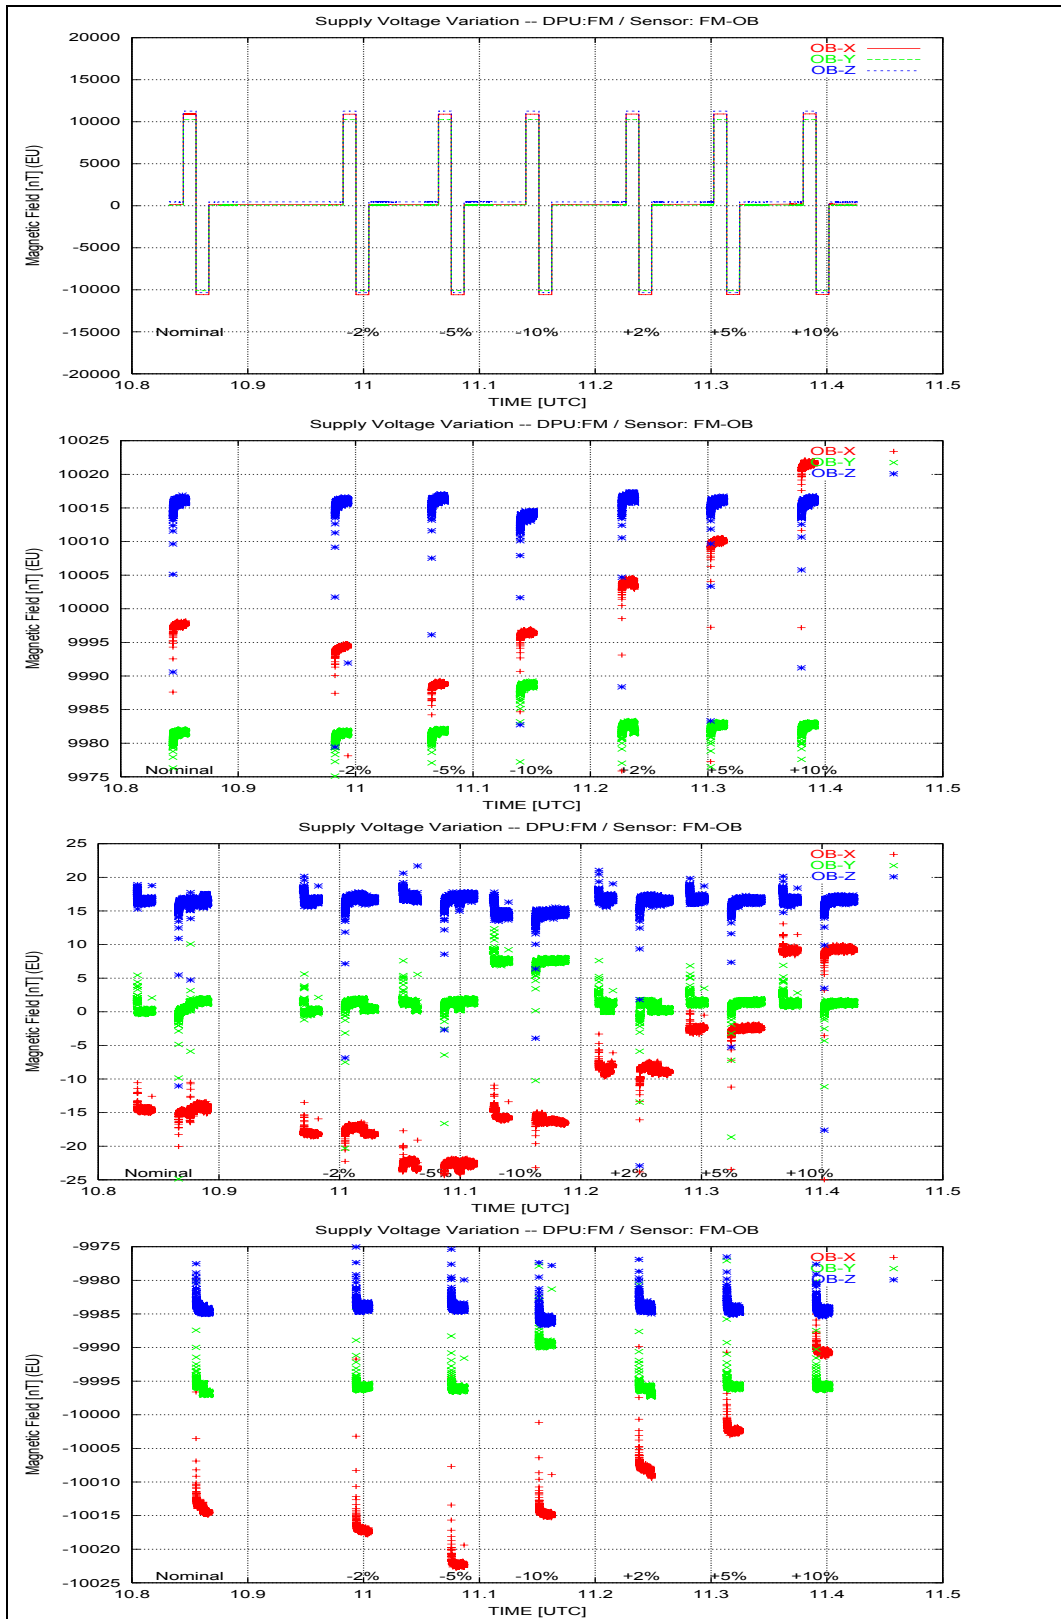 Supply Voltage Variation -- DPU:FM / Sensor: FM-OB
20000
15000
10000
5000
0
-5000
-10000
-15000
-20000
Magnetic Field [nT] (EU)
OB-X
OB-Y
OB-Z
Nominal -2% -5% -10% +2% +5% +10%
10.8 10.9 11 11.1 11.2 11.3 11.4 11.5
TIME [UTC]
Supply Voltage Variation -- DPU:FM / Sensor: FM-OB
10025
10020
10015
10010
10005
10000
9995
9990
9985
9980
9975
Magnetic Field [nT] (EU)
OB-X
OB-Y
OB-Z
Nominal -2% -5% -10% +2% +5% +10%
10.8 10.9 11 11.1 11.2 11.3 11.4 11.5
TIME [UTC]
Supply Voltage Variation -- DPU:FM / Sensor: FM-OB
25
20
15
10
5
0
-5
-10
-15
-20
-25
Magnetic Field [nT] (EU)
OB-X
OB-Y
OB-Z
Nominal -2% -5% -10% +2% +5% +10%
10.8 10.9 11 11.1 11.2 11.3 11.4 11.5
TIME [UTC]
Supply Voltage Variation -- DPU:FM / Sensor: FM-OB
-9975
-9980
-9985
-9990
-9995
-10000
-10005
-10010
-10015
-10020
-10025
Magnetic Field [nT] (EU)
OB-X
OB-Y
OB-Z
Nominal -2% -5% -10% +2% +5% +10%
10.8 10.9 11 11.1 11.2 11.3 11.4 11.5
TIME [UTC]